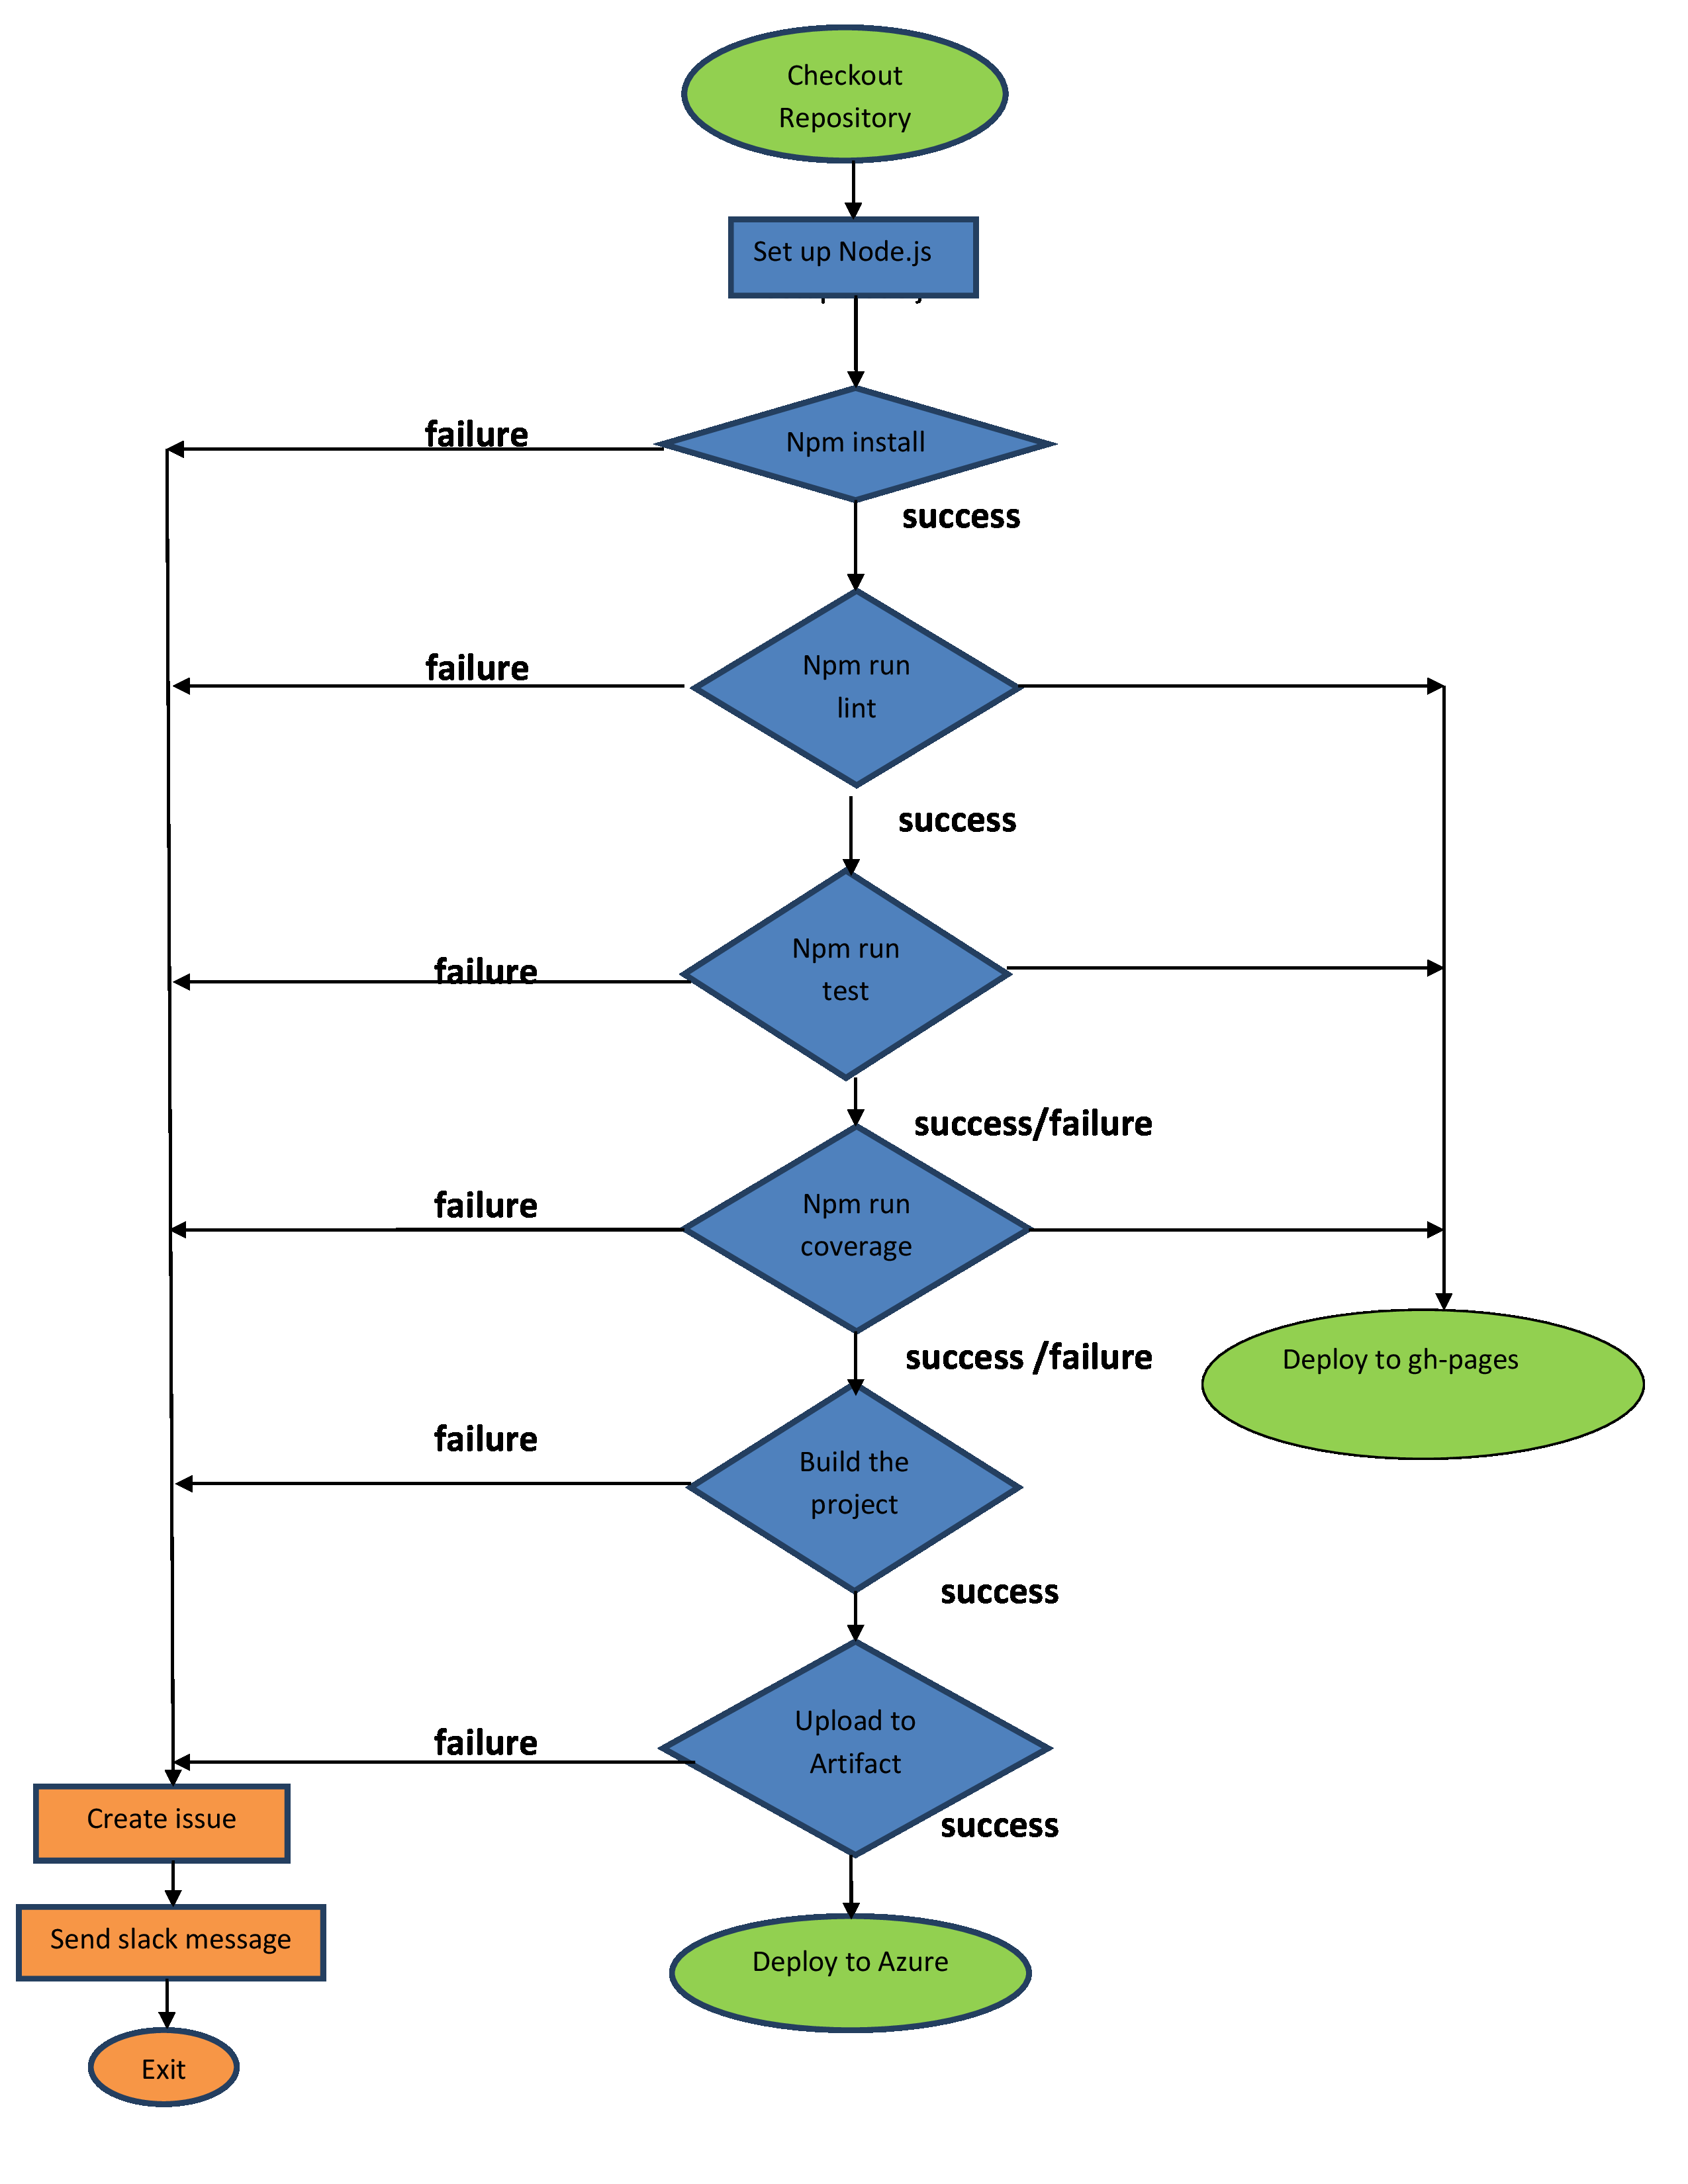 Checkout
Repository
Set up Node.js
failure
Npm install
success
failure
Npm run
lint
success
failure
Npm run
test
success/failure
failure
Npm run
coverage
success /failure
Deploy to gh-pages
failure
Build the
project
success
failure
Upload to
Artifact
success
Create issue
Send slack message
Deploy to Azure
Exit